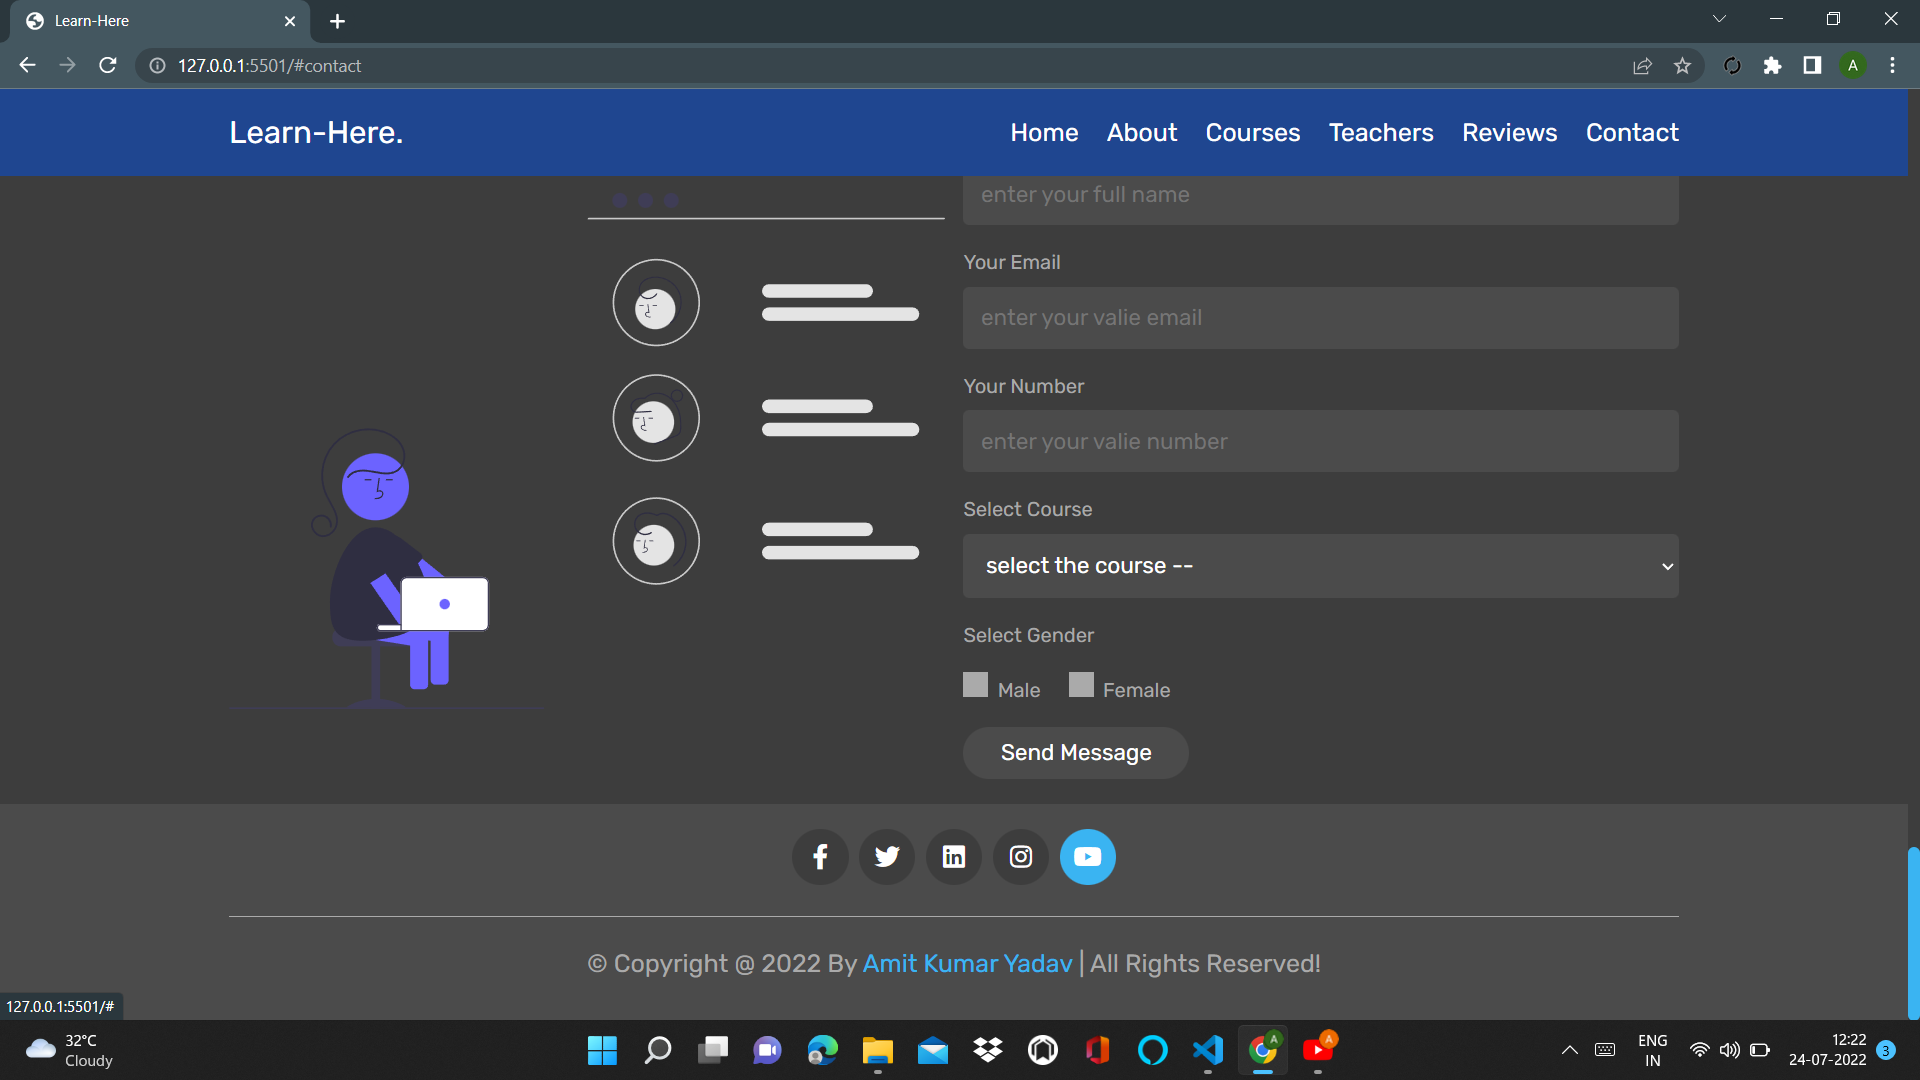 Learn-Here
127.0.0.1:5501/#contact
A
Learn-Here.
Home About Courses Teachers Reviews Contact
enter your full name
Your Email
enter your valie email
Your Number
enter your valie number
Select Course
select the course --
Select Gender
Male Female
Send Message
© Copyright @ 2022 By Amit Kumar Yadav | All Rights Reserved!
127.0.0.1:5501/#
32°C
Cloudy
A
A
ENG
IN
12:22
24-07-2022
3